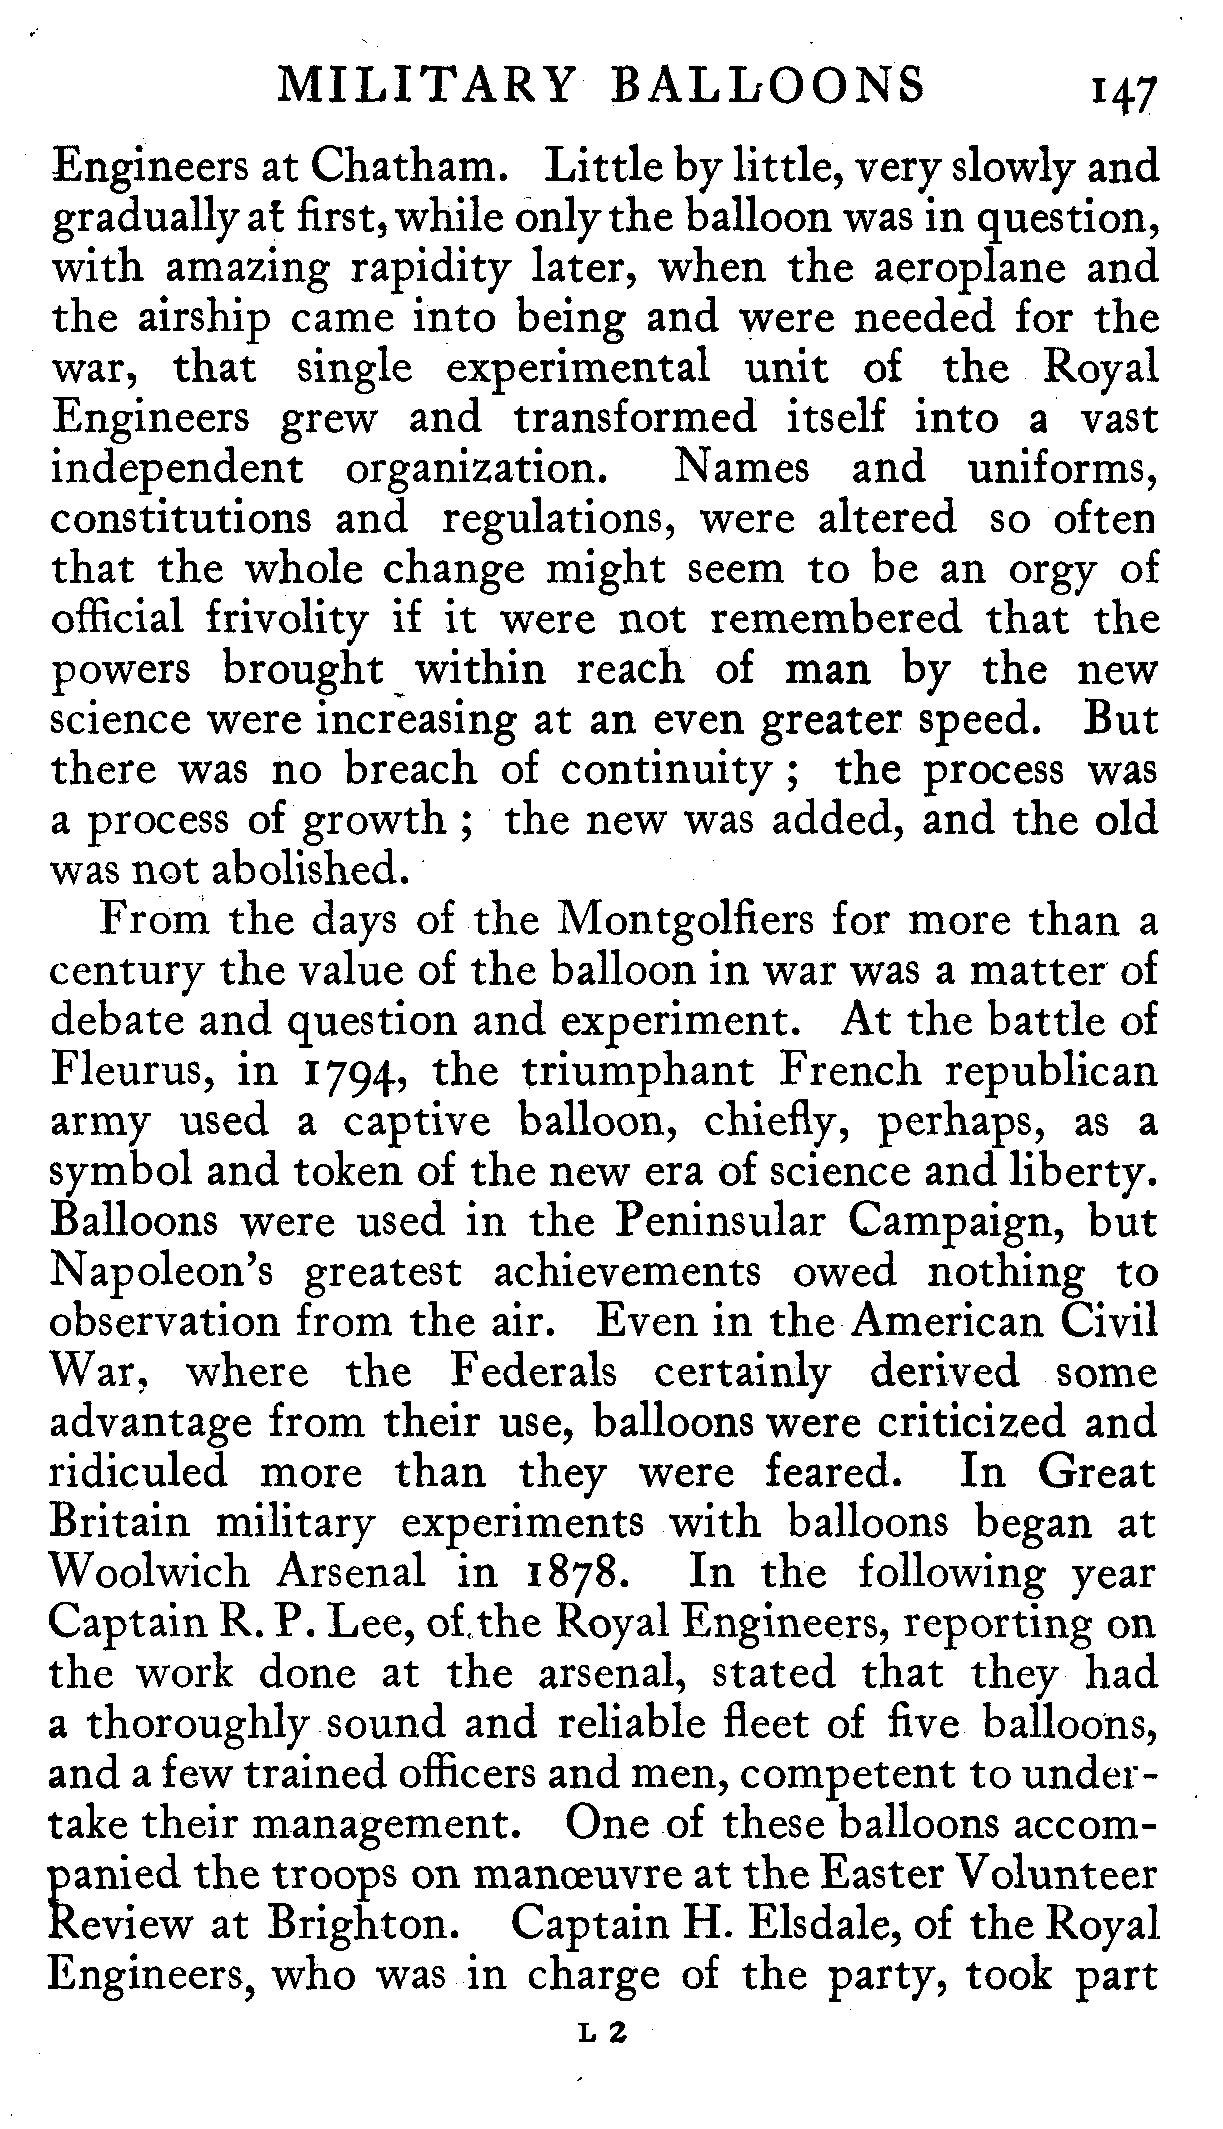 MILITARY BALLOONS 147
Engineers at Chatham. Little by little, very slowly and
gradually at first, while only the balloon was in question,
with amazing rapidity later, when the aeroplane and
the airship came into being and were needed for the
war, that single experimental unit of the Royal
Engineers grew and transformed itself into a vast
independent organization. Names and uniforms,
constitutions and regulations, were altered so often
that the whole change might seem to be an orgy of
official frivolity if it were not remembered that the
powers brought within reach of man by the new
science were increasing at an even greater speed. But
there was no breach of continuity ; the process was
a process of growth ; the new was added, and the old
was not abolished.
From the days of the Montgolfiers for more than a
century the value of the balloon in war was a matter of
debate and question and experiment. At the battle of
Fleurus, in 1794, the triumphant French republican
army used a captive balloon, chiefly, perhaps, as a
symbol and token of the new era of science and liberty.
Balloons were used in the Peninsular Campaign, but
Napoleon's greatest achievements owed nothing to
observation from the air. Even in the American Civil
War, where the Federals certainly derived some
advantage from their use, balloons were criticized and
ridiculed more than they were feared. In Great
Britain military experiments with balloons began at
Woolwich Arsenal in 1878. In the following year
Captain R. P. Lee, of the Royal Engineers, reporting on
the work done at the arsenal, stated that they had
a thoroughly sound and reliable fleet of five balloons,
and a few trained officers and men, competent to under-
take their management. One of these balloons accom-
panied the troops on manœuvre at the Easter Volunteer
Review at Brighton. Captain H. Elsdale, of the Royal
Engineers, who was in charge of the party, took part
L 2